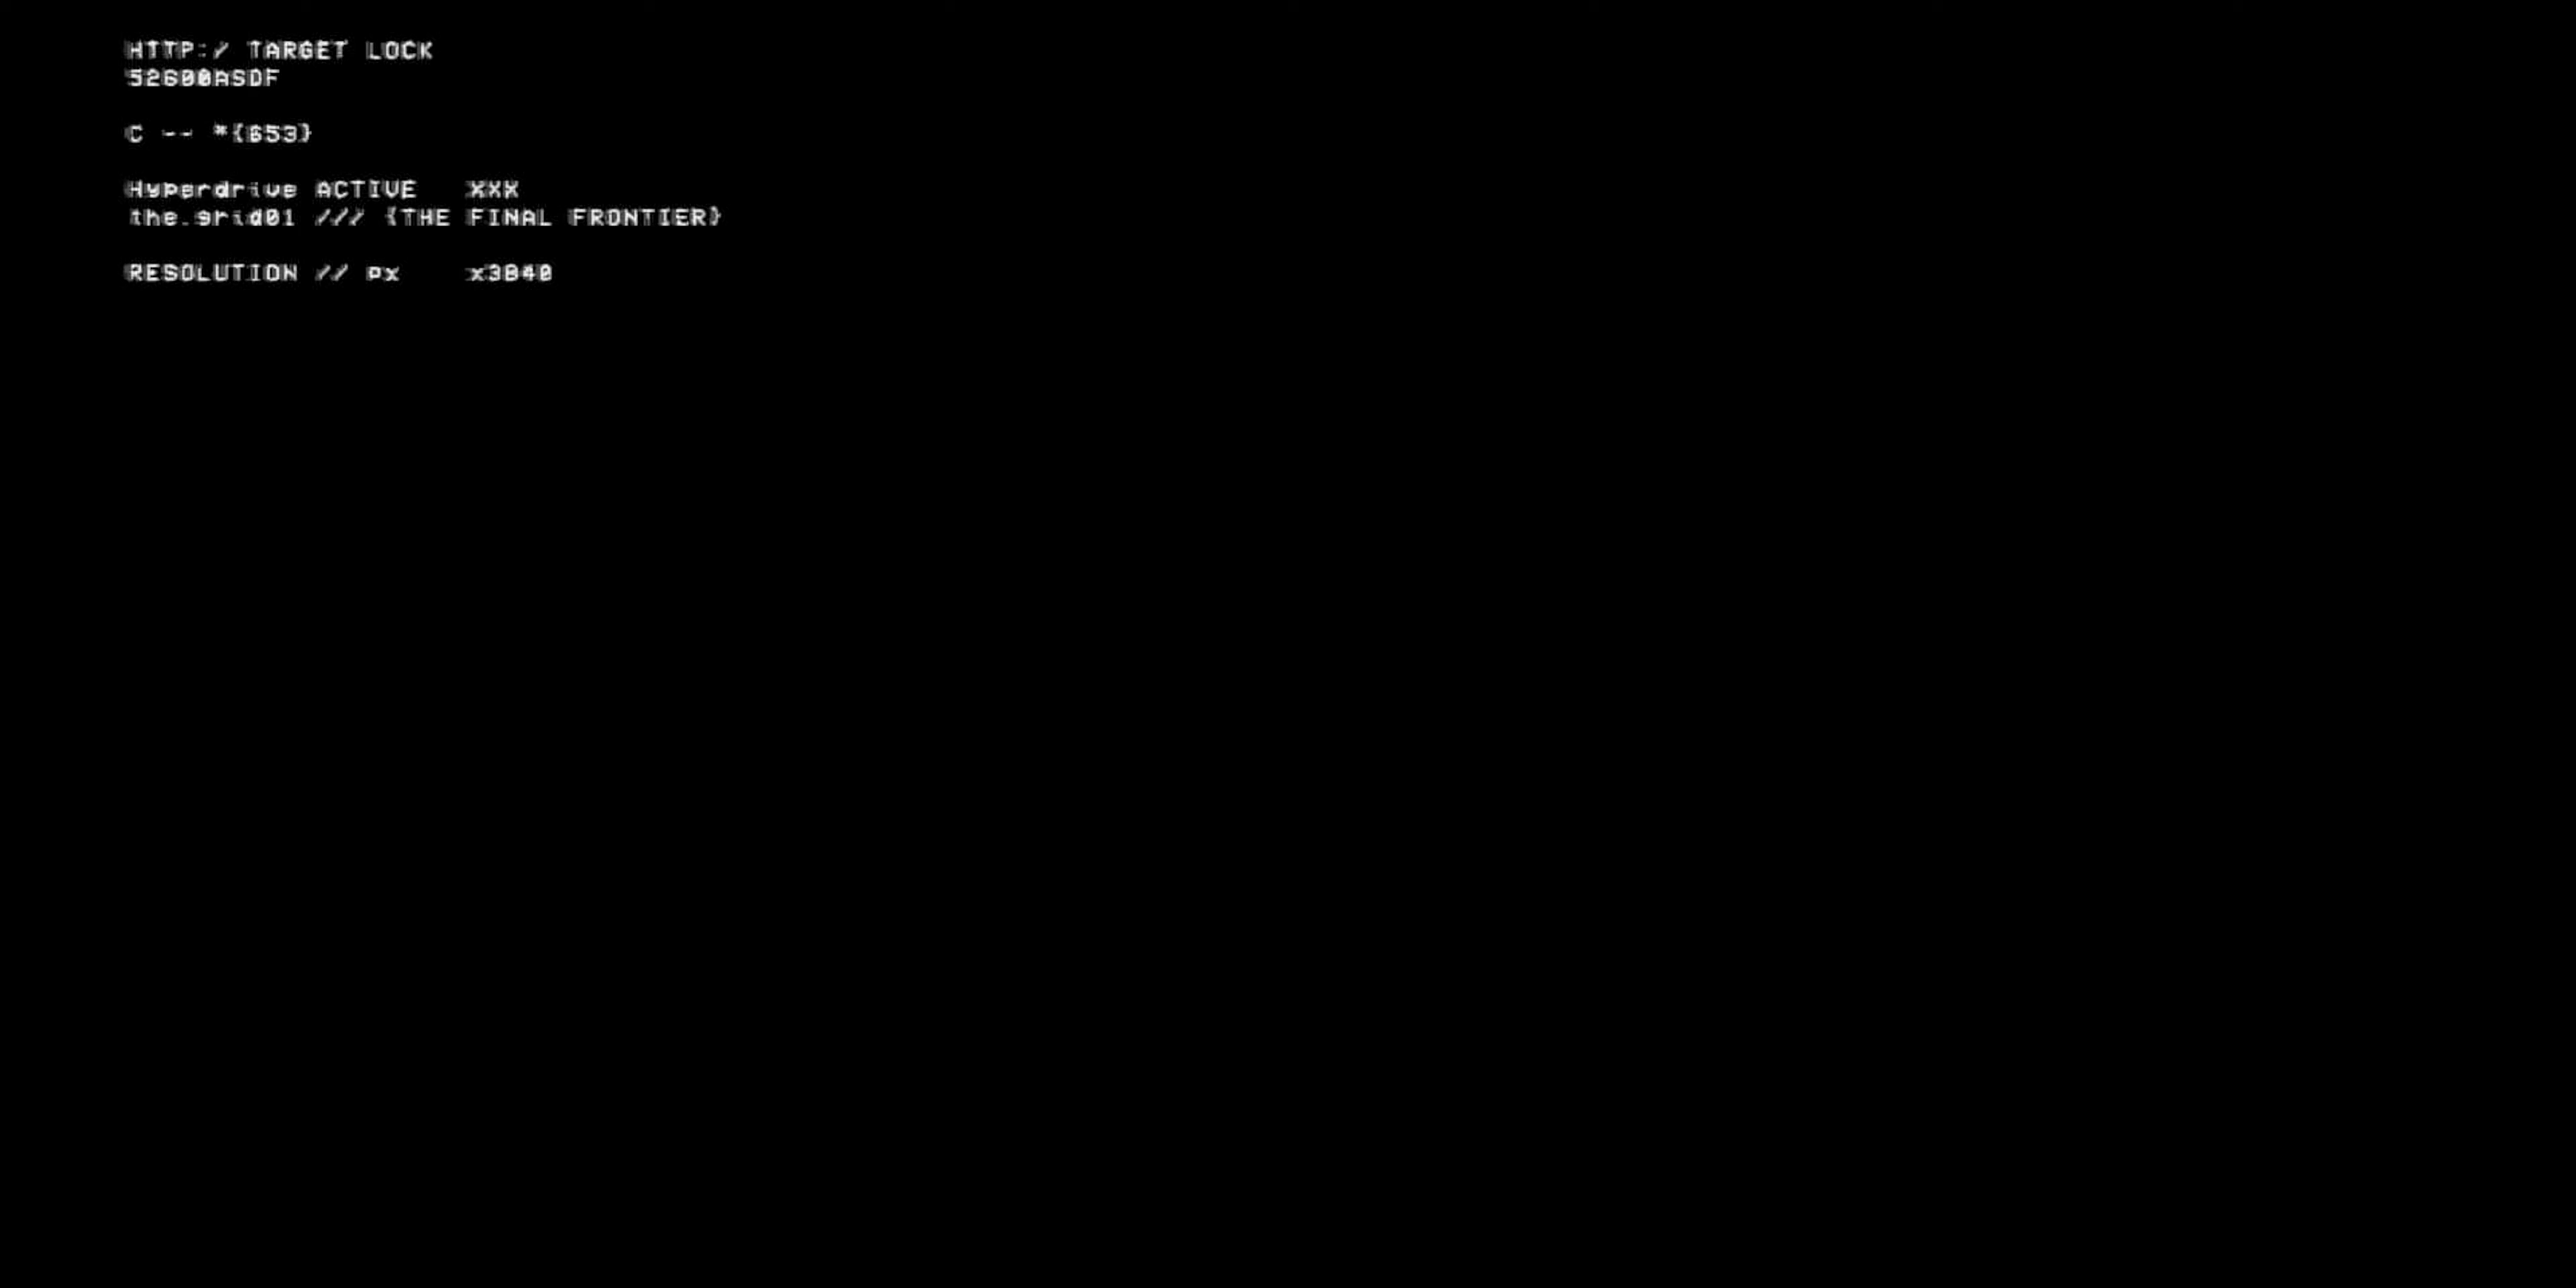 HTTP:/ TARGET LOCK
52600ASDF
C -- *{653}
Hyperdrive ACTIVE   XXX
the.grid01 /// {THE FINAL FRONTIER}
RESOLUTION // px    x3840